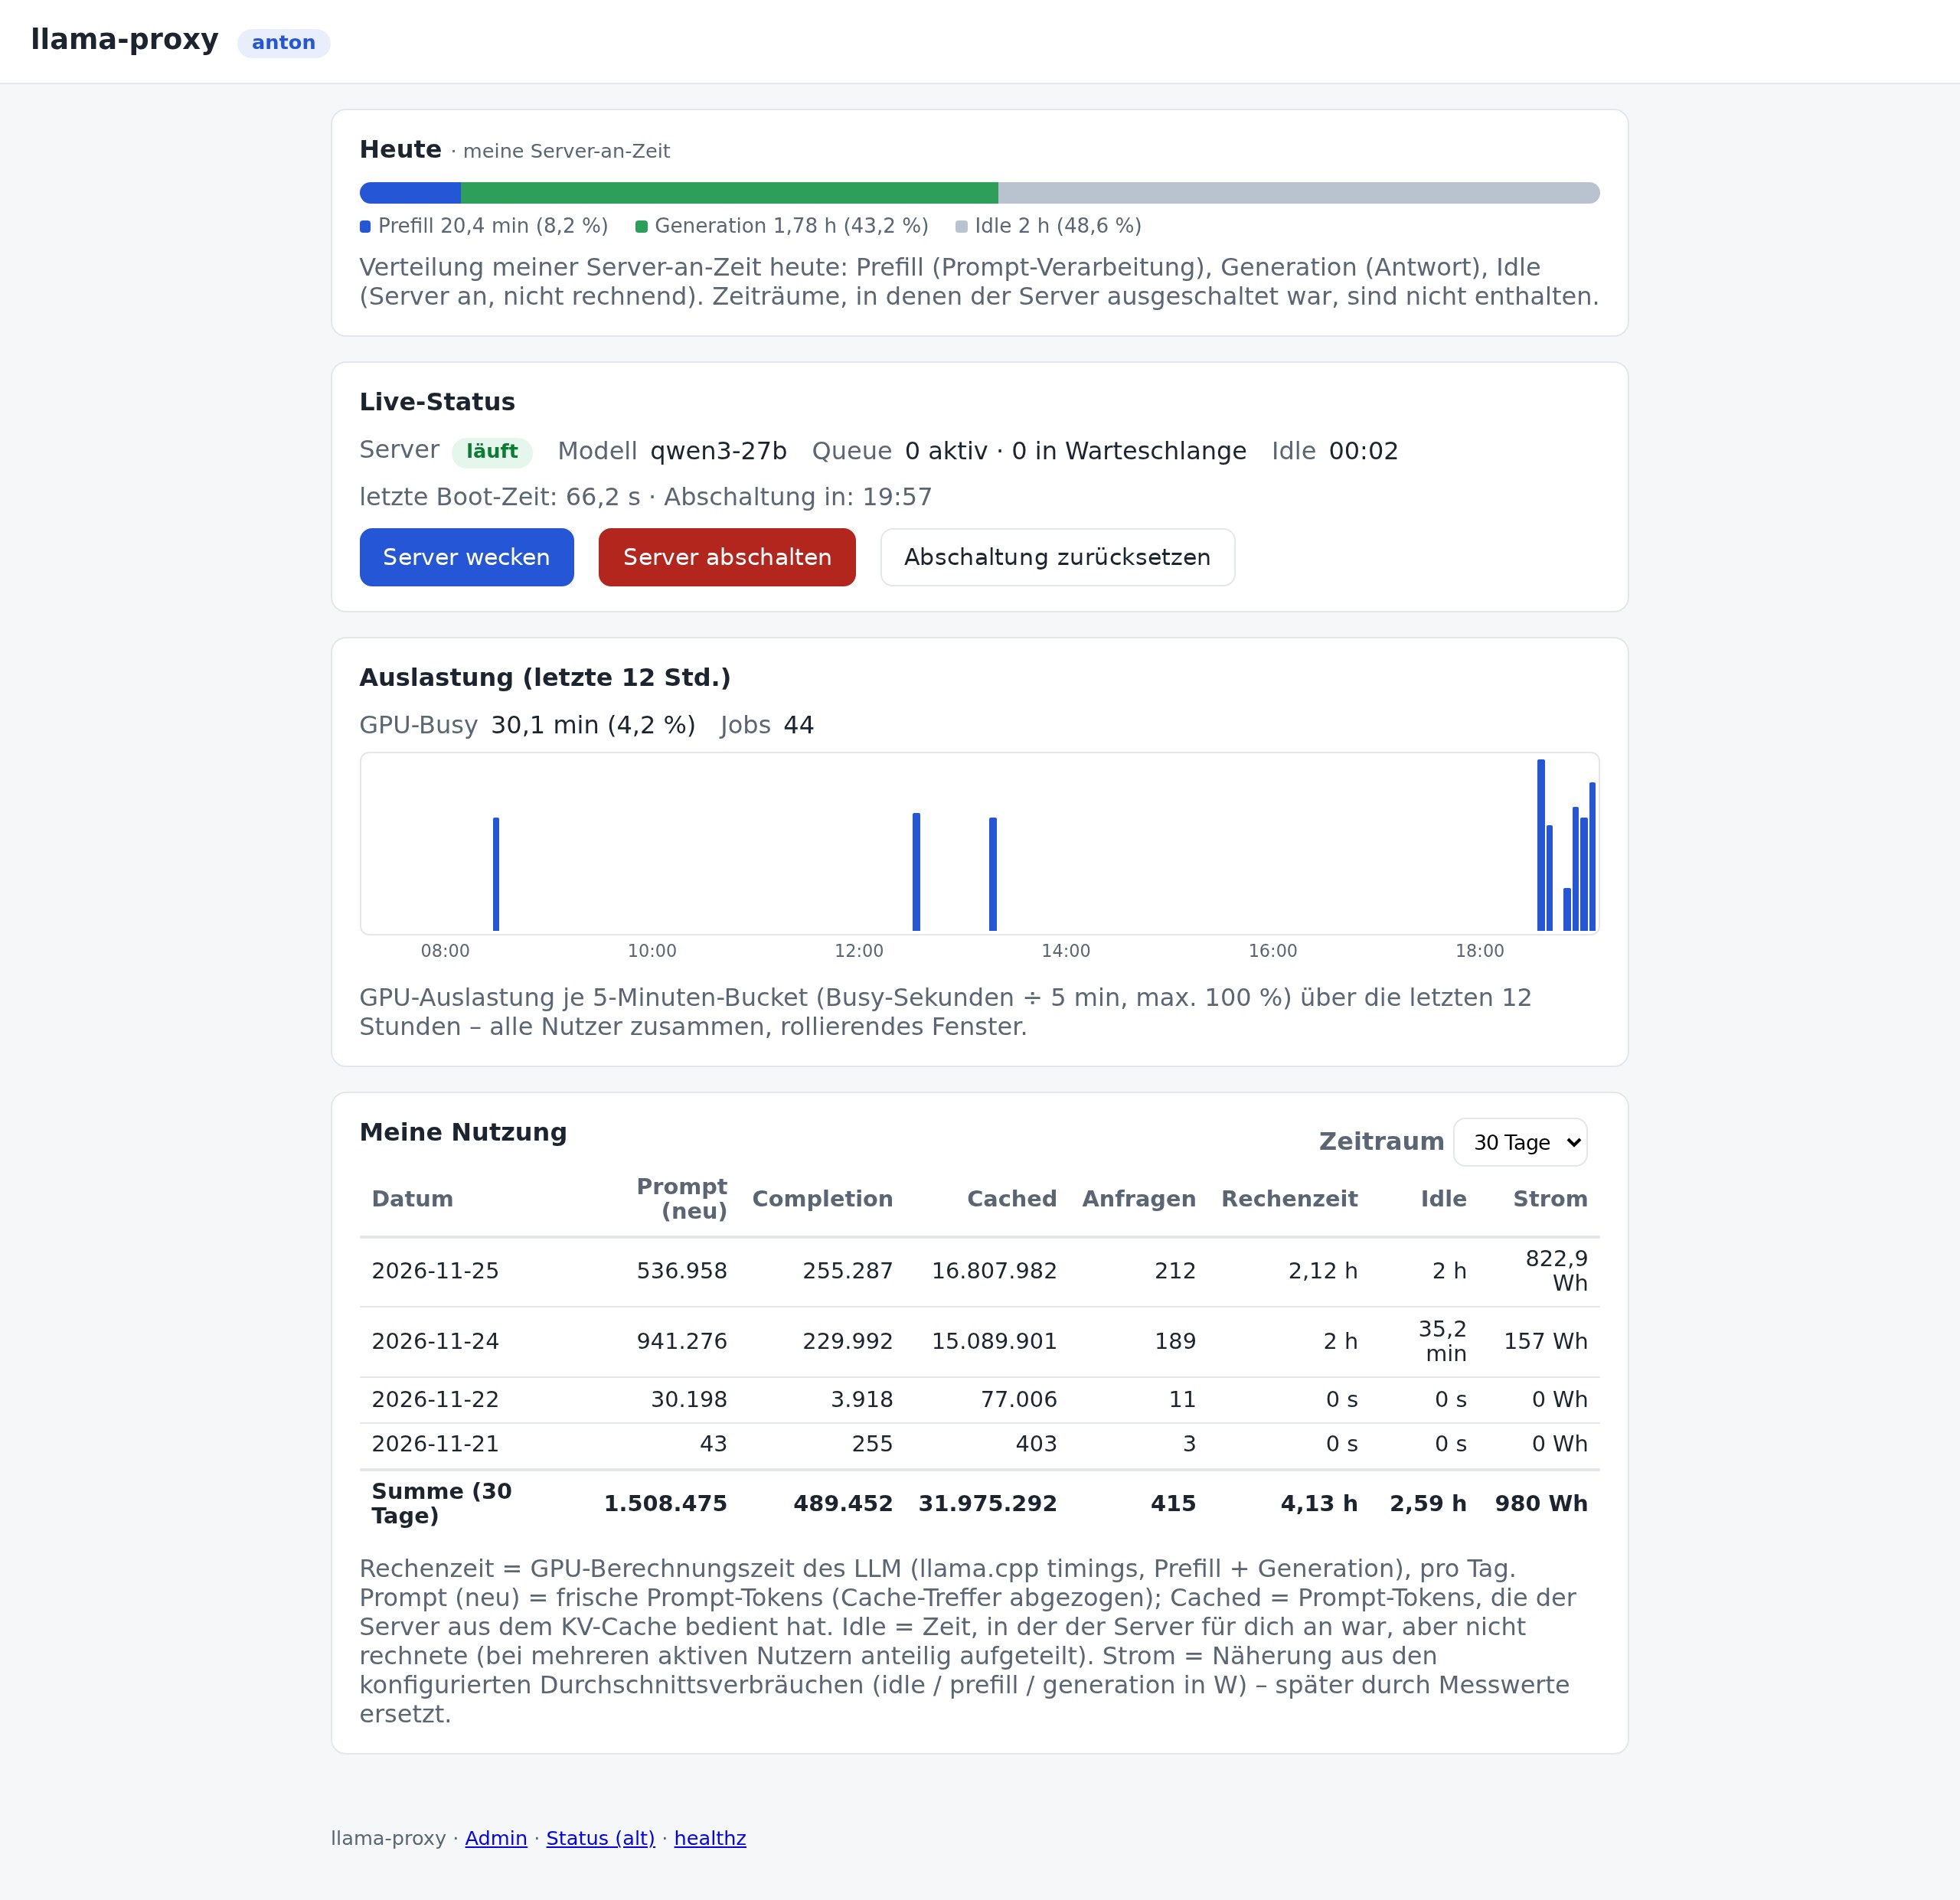 llama-proxy anton
Heute · meine Server-an-Zeit
Prefill 20,4 min (8,2 %) Generation 1,78 h (43,2 %) Idle 2 h (48,6 %)
Verteilung meiner Server-an-Zeit heute: Prefill (Prompt-Verarbeitung), Generation (Antwort), Idle
(Server an, nicht rechnend). Zeiträume, in denen der Server ausgeschaltet war, sind nicht enthalten.
Live-Status
Server läuft Modell qwen3-27b Queue 0 aktiv · 0 in Warteschlange Idle 00:02
letzte Boot-Zeit: 66,2 s · Abschaltung in: 19:57
Server wecken Server abschalten Abschaltung zurücksetzen
Auslastung (letzte 12 Std.)
GPU-Busy 30,1 min (4,2 %) Jobs 44
08:00 10:00 12:00 14:00 16:00 18:00
GPU-Auslastung je 5-Minuten-Bucket (Busy-Sekunden ÷ 5 min, max. 100 %) über die letzten 12
Stunden – alle Nutzer zusammen, rollierendes Fenster.
Meine Nutzung Zeitraum 30 Tage
Datum Prompt (neu) Completion Cached Anfragen Rechenzeit Idle Strom
2026-11-25 536.958 255.287 16.807.982 212 2,12 h 2 h 822,9 Wh
2026-11-24 941.276 229.992 15.089.901 189 2 h 35,2 min 157 Wh
2026-11-22 30.198 3.918 77.006 11 0 s 0 s 0 Wh
2026-11-21 43 255 403 3 0 s 0 s 0 Wh
Summe (30 Tage) 1.508.475 489.452 31.975.292 415 4,13 h 2,59 h 980 Wh
Rechenzeit = GPU-Berechnungszeit des LLM (llama.cpp timings, Prefill + Generation), pro Tag.
Prompt (neu) = frische Prompt-Tokens (Cache-Treffer abgezogen); Cached = Prompt-Tokens, die der
Server aus dem KV-Cache bedient hat. Idle = Zeit, in der der Server für dich an war, aber nicht
rechnete (bei mehreren aktiven Nutzern anteilig aufgeteilt). Strom = Näherung aus den
konfigurierten Durchschnittsverbräuchen (idle / prefill / generation in W) – später durch Messwerte
ersetzt.
llama-proxy · Admin · Status (alt) · healthz